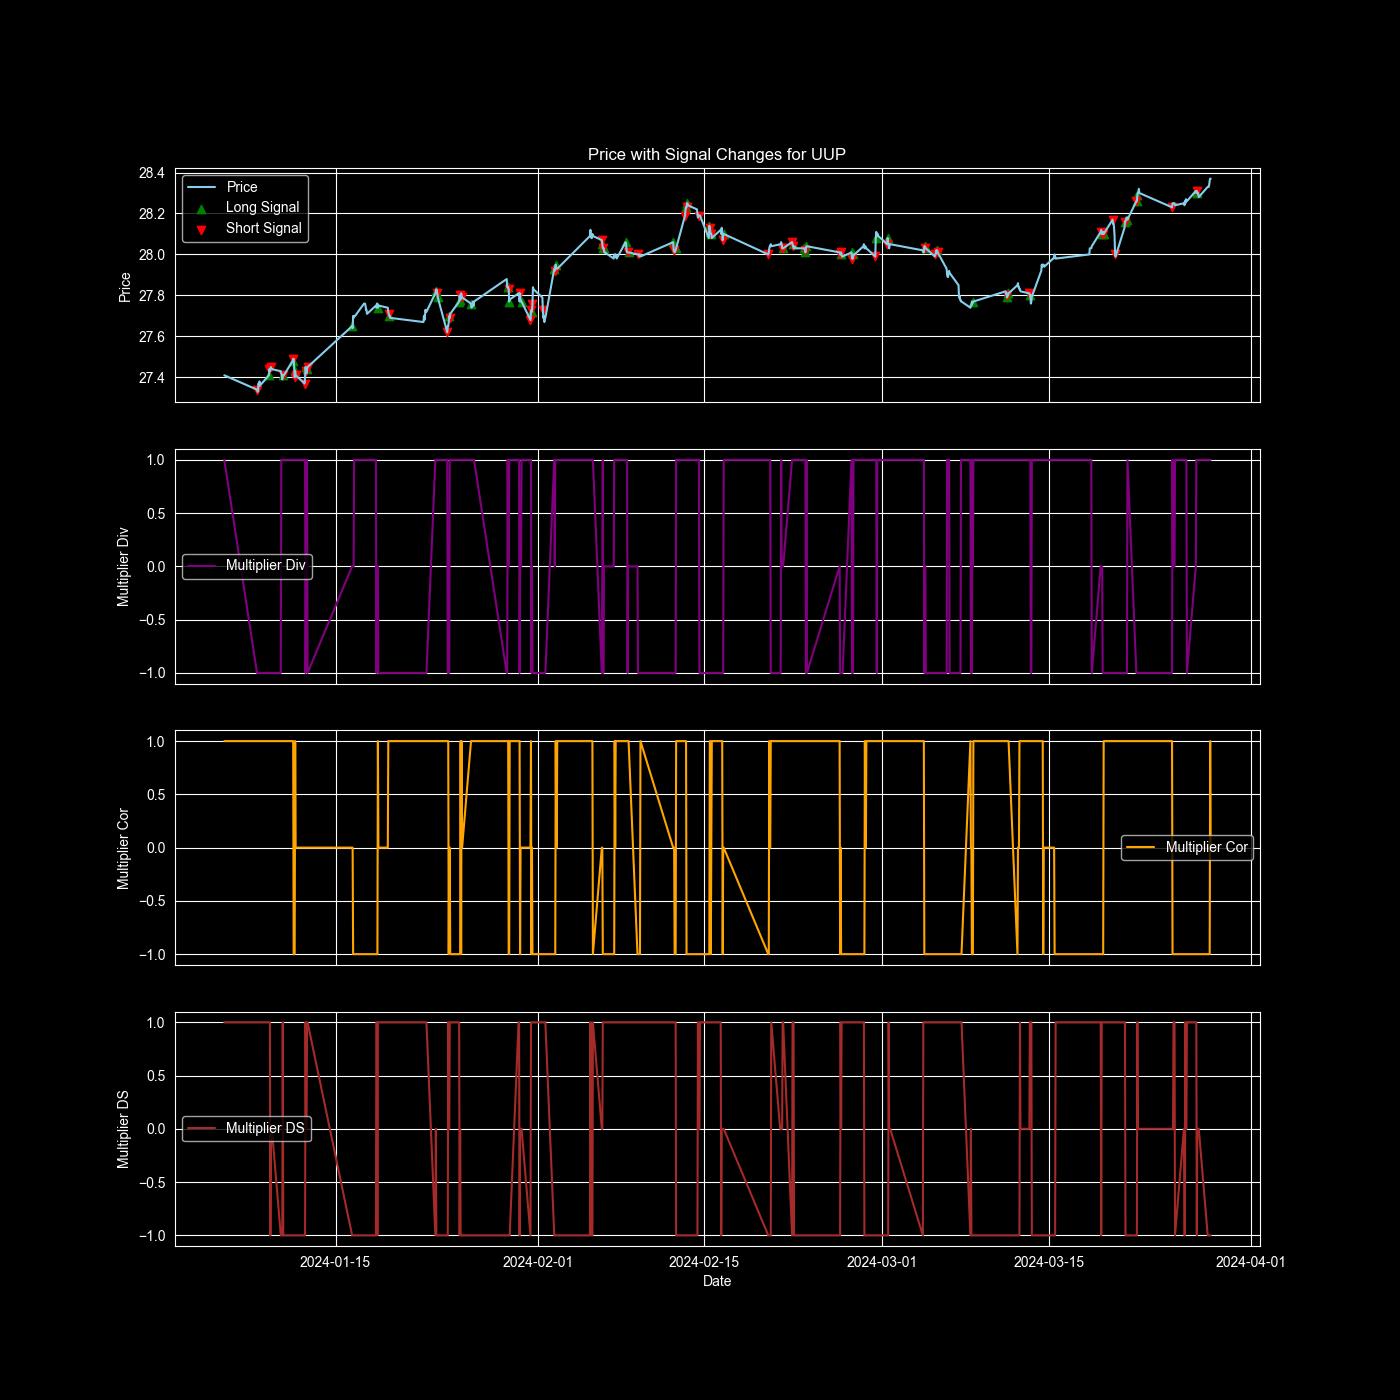 Price with Signal Changes for UUP
28.4
28.2
28.0
27.8
27.6
27.4
Price
Price
Long Signal
Short Signal
1.0
0.5
0.0
−0.5
−1.0
Multiplier Div
Multiplier Div
1.0
0.5
0.0
−0.5
−1.0
Multiplier Cor
Multiplier Cor
1.0
0.5
0.0
−0.5
−1.0
Multiplier DS
Multiplier DS
2024-01-15
2024-02-01
2024-02-15
2024-03-01
2024-03-15
2024-04-01
Date